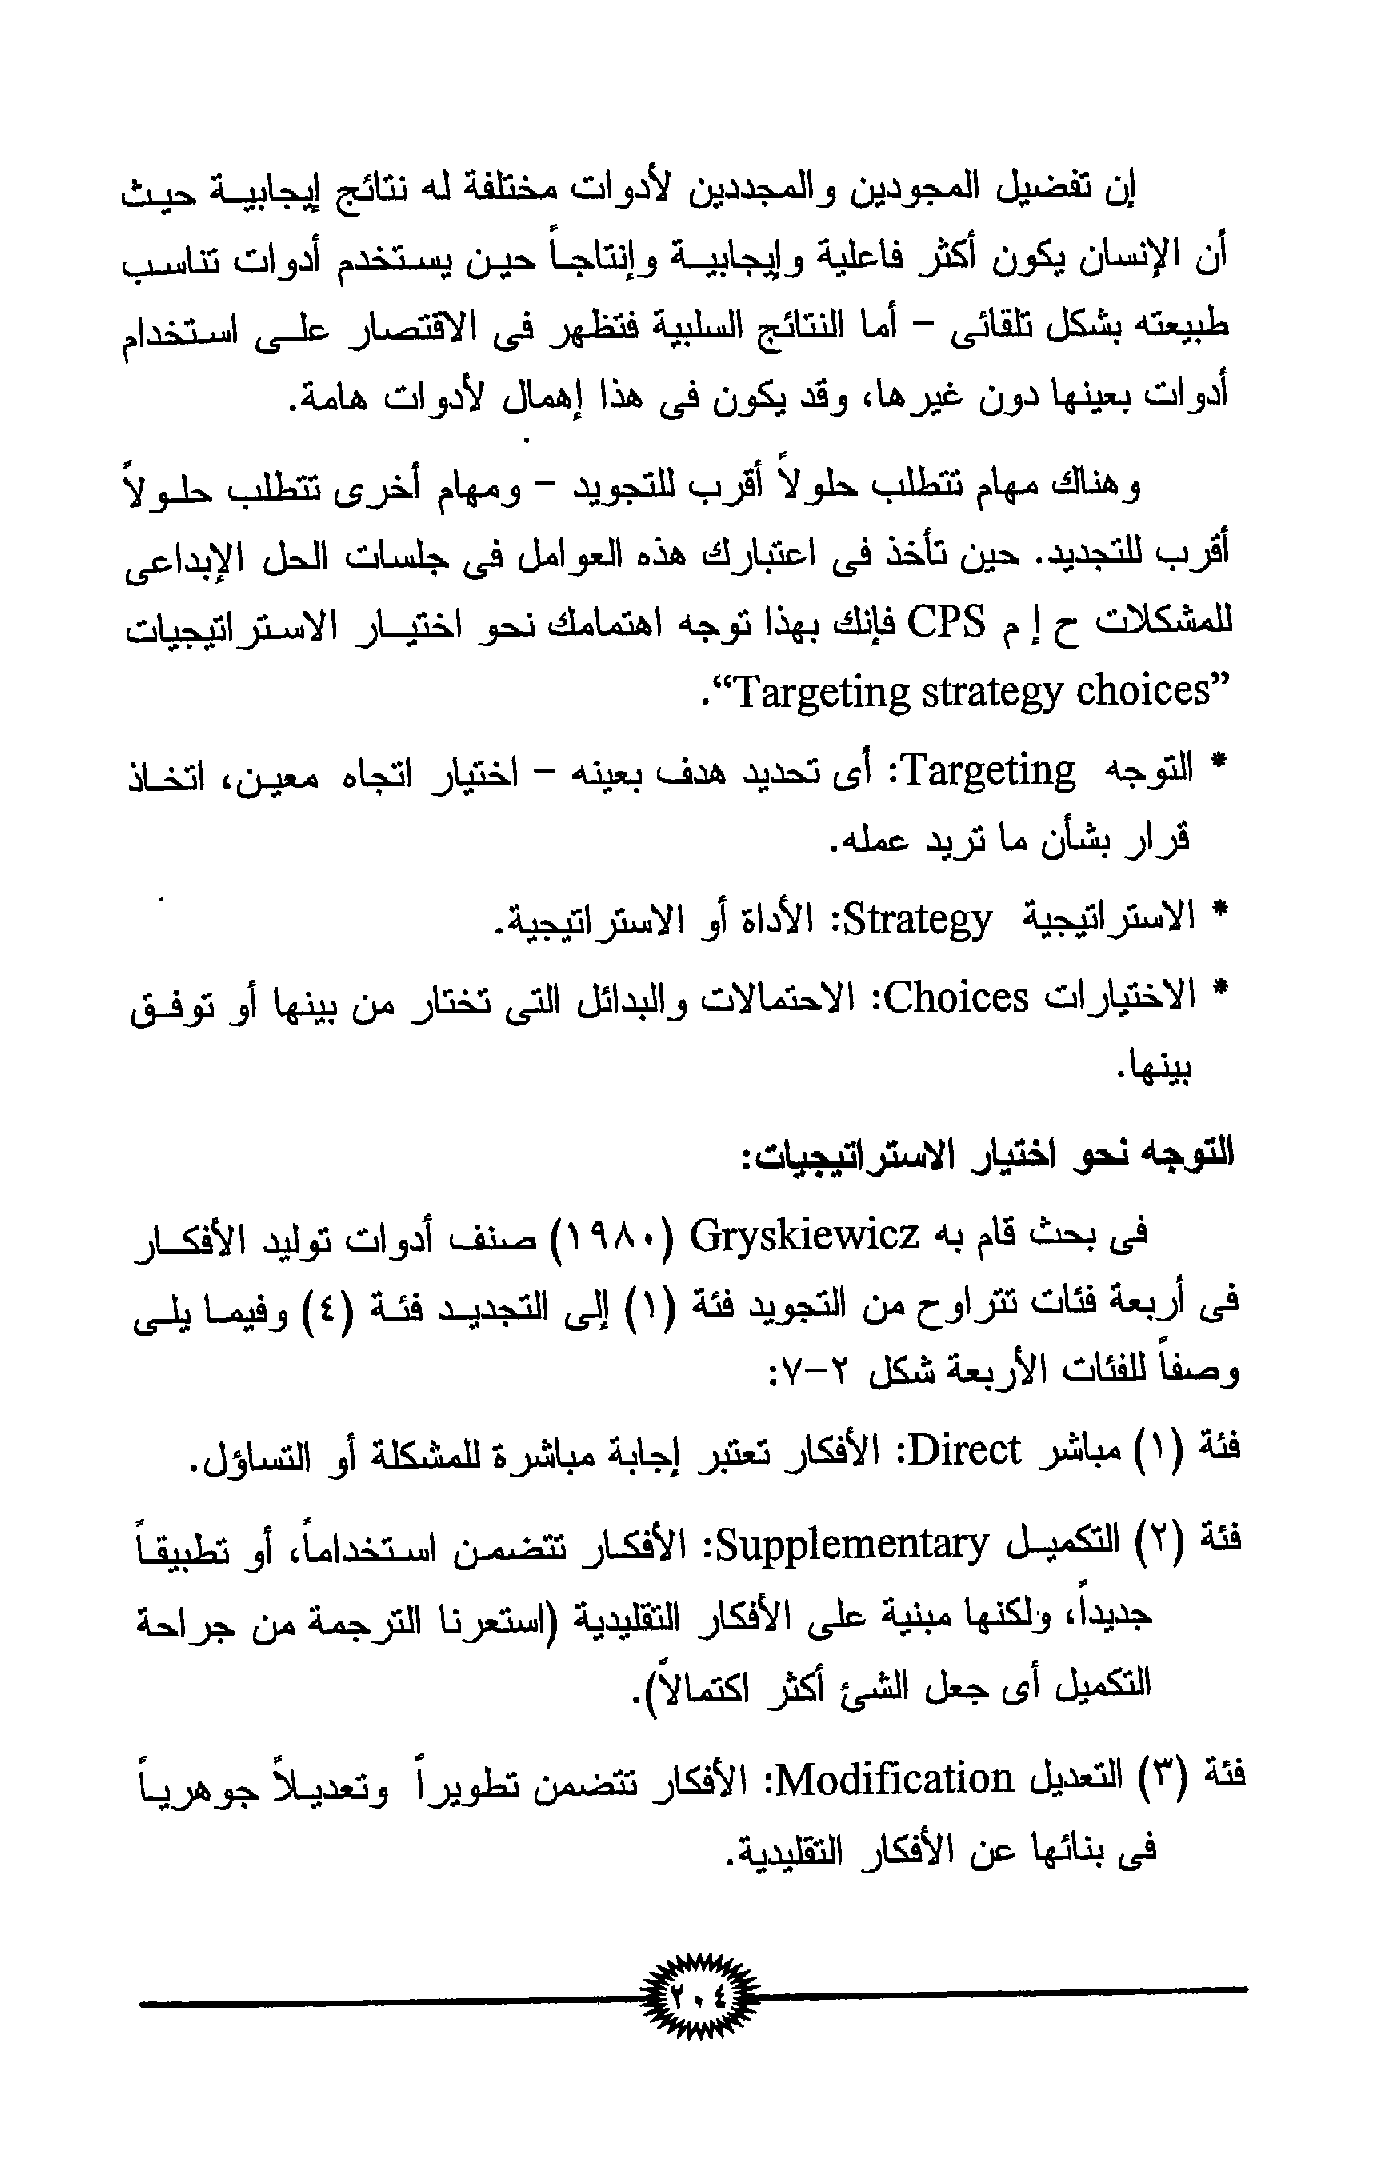 إن تفضيل المجودين والمجددين لأدوات مختلفة له نتائج إيجابية حيث
أن الإنسان يكون أكثر فاعلية وإيجابية وإنتاجاً حين يستخدم أدوات تناسب
طبيعته بشكل تلقائى – أما النتائج السلبية فتظهر فى الاقتصار على استخدام
أدوات بعينها دون غيرها، وقد يكون فى هذا إهمال لأدوات هامة.
وهناك مهام تتطلب حلولاً أقرب للتجويد – ومهام أخرى تتطلب حلولاً
أقرب للتجديد. حين تأخذ فى اعتبارك هذه العوامل فى جلسات الحل الإبداعى
للمشكلات ح إ م CPS فإنك بهذا توجه اهتمامك نحو اختيار الاستراتيجيات
"Targeting strategy choices".
* التوجه Targeting: أى تحديد هدف بعينه – اختيار اتجاه معين، اتخاذ
قرار بشأن ما تريد عمله.
* الاستراتيجية Strategy: الأداة أو الاستراتيجية.
* الاختيارات Choices: الاحتمالات والبدائل التى تختار من بينها أو توفق
بينها.
التوجه نحو اختيار الاستراتيجيات:
فى بحث قام به Gryskiewicz (١٩٨٠) صنف أدوات توليد الأفكار
فى أربعة فئات تتراوح من التجويد فئة (١) إلى التجديد فئة (٤) وفيما يلى
وصفاً للفئات الأربعة شكل ٢-٧:
فئة (١) مباشر Direct: الأفكار تعتبر إجابة مباشرة للمشكلة أو التساؤل.
فئة (٢) التكميل Supplementary: الأفكار تتضمن استخداماً، أو تطبيقاً
جديداً، ولكنها مبنية على الأفكار التقليدية (استعرنا الترجمة من جراحة
التكميل أى جعل الشئ أكثر اكتمالاً).
فئة (٣) التعديل Modification: الأفكار تتضمن تطويراً وتعديلاً جوهرياً
فى بنائها عن الأفكار التقليدية.
٢٠٤